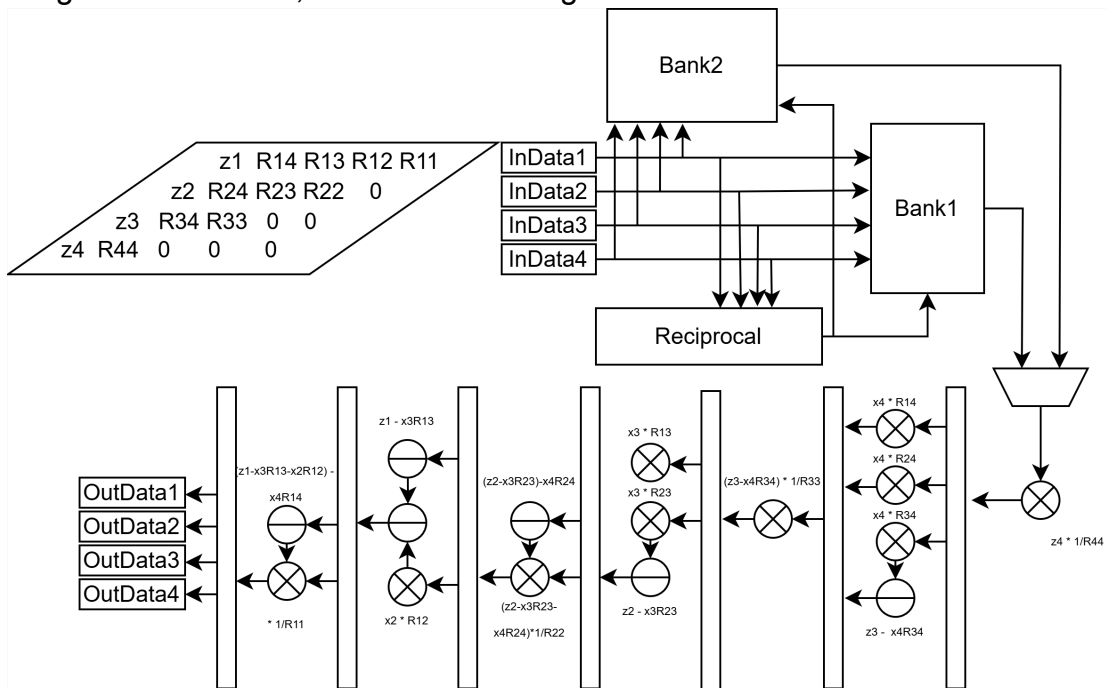 Bank2
z1 R14 R13 R12 R11
z2 R24 R23 R22 0
z3 R34 R33 0 0
z4 R44 0 0 0
InData1
InData2
InData3
InData4
Bank1
Reciprocal
x4 * R14
z1 - x3R13
x3 * R13
x4 * R24
(z1-x3R13-x2R12) -
x4R14
(z2-x3R23)-x4R24
x3 * R23
(z3-x4R34) * 1/R33
x4 * R34
OutData1
OutData2
OutData3
OutData4
z4 * 1/R44
* 1/R11
x2 * R12
(z2-x3R23-
x4R24)*1/R22
z2 - x3R23
z3 - x4R34